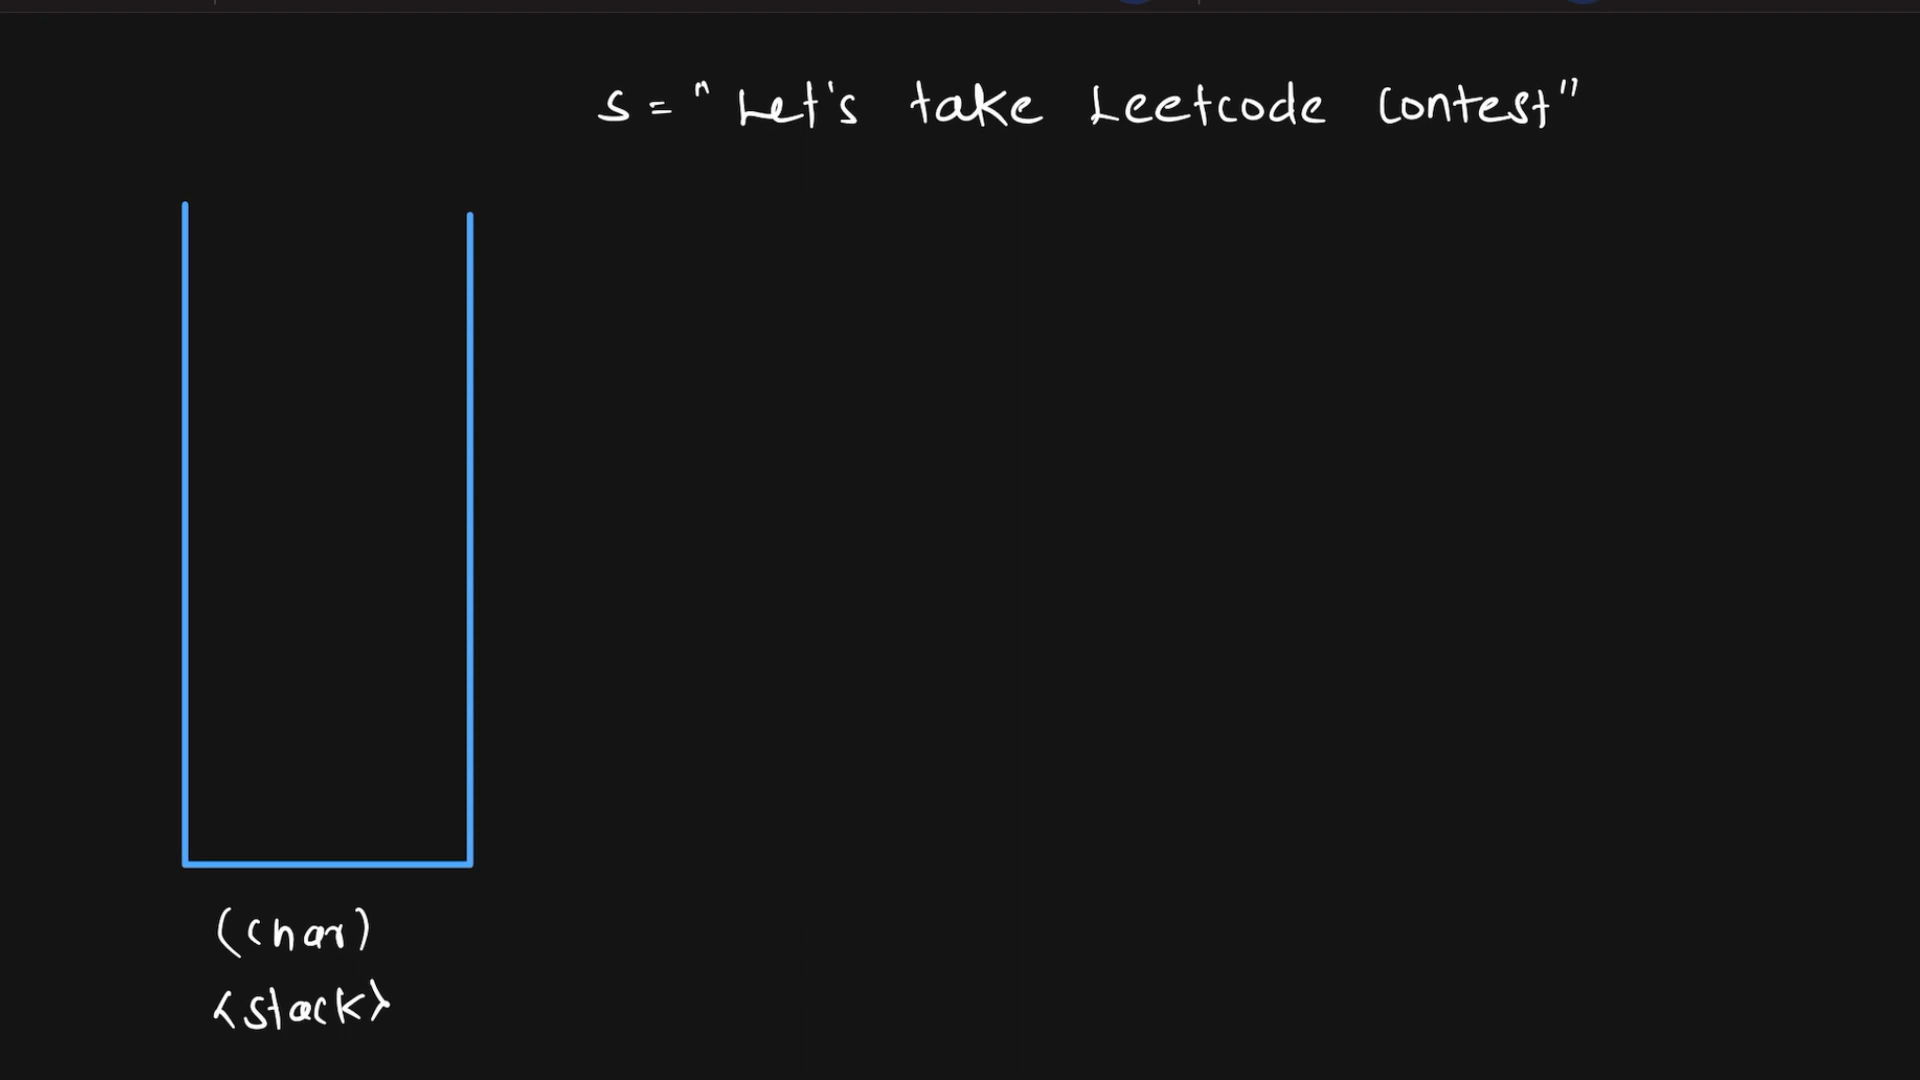 s = "Let's take Leetcode contest"
(char)
<stack>